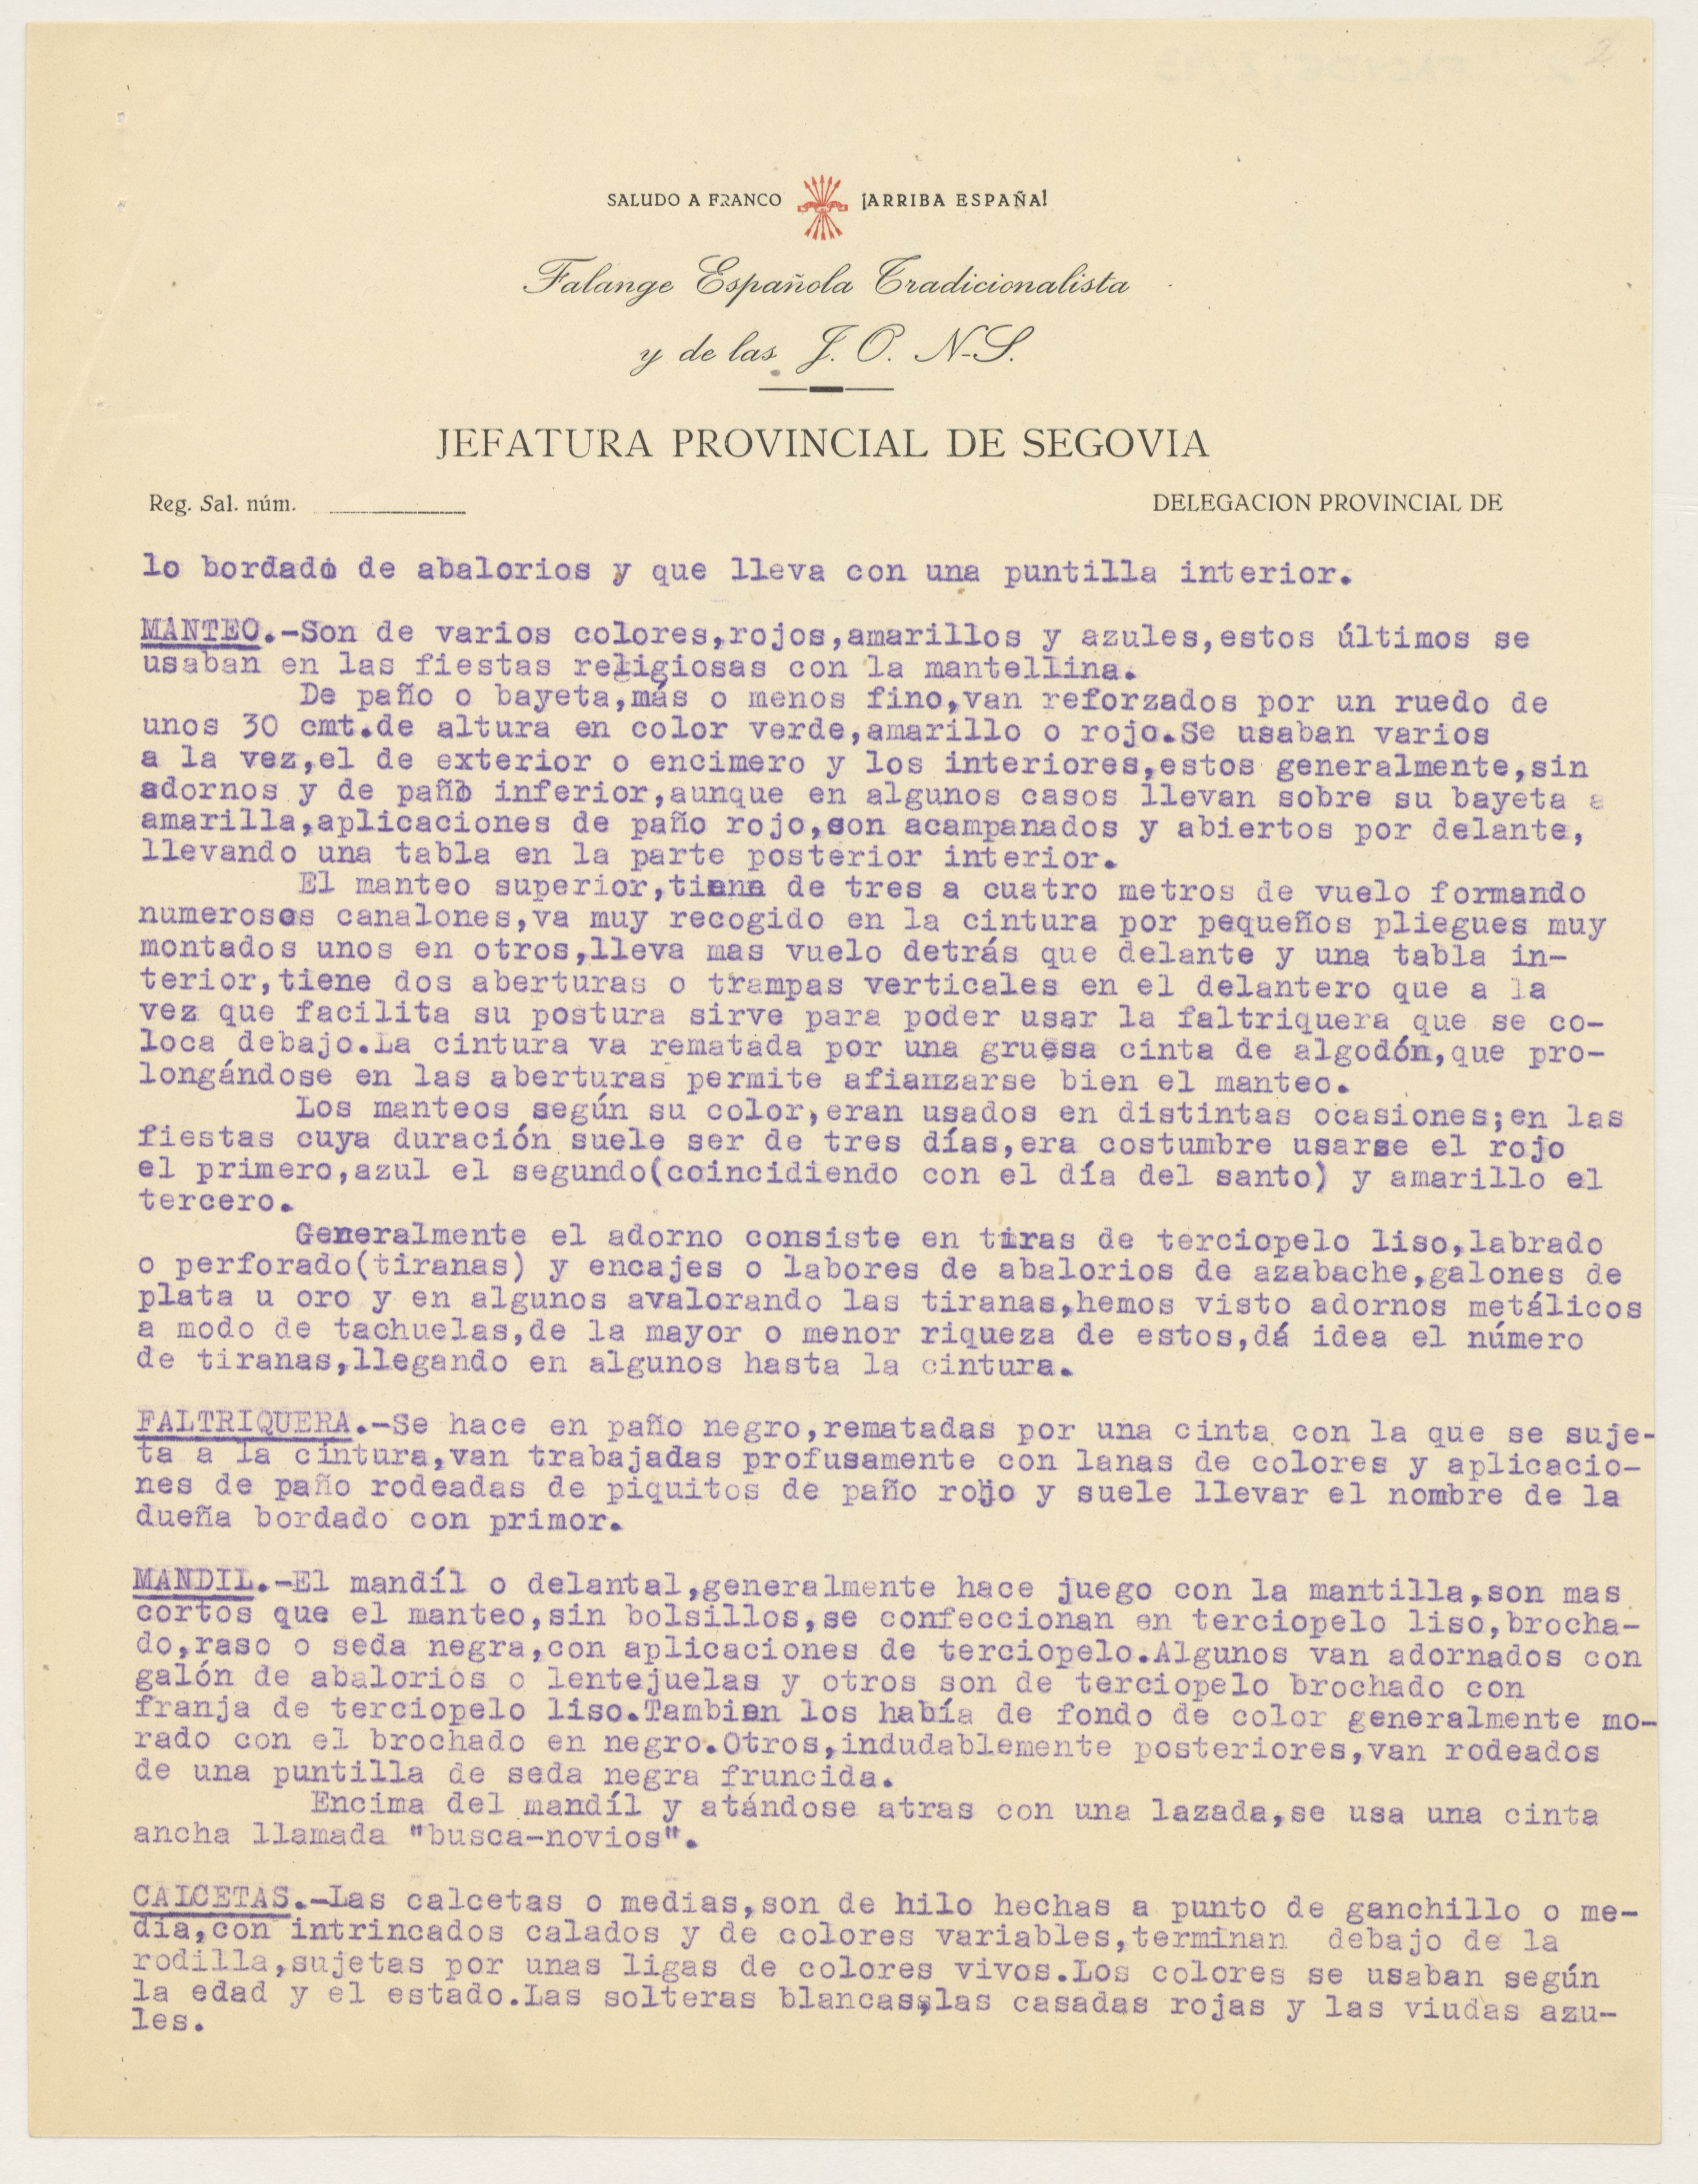 2
SALUDO A FRANCO ¡ARRIBA ESPAÑA!
Falange Española Tradicionalista
y de las J. O. N-S.
JEFATURA PROVINCIAL DE SEGOVIA
Reg. Sal. núm. DELEGACION PROVINCIAL DE
lo bordado de abalorios y que lleva con una puntilla interior.
MANTEO.-Son de varios colores,rojos,amarillos y azules,estos últimos se
usaban en las fiestas religiosas con la mantellina.
De paño o bayeta,más o menos fino,van reforzados por un ruedo de
unos 30 cmt.de altura en color verde,amarillo o rojo.Se usaban varios
a la vez,el de exterior o encimero y los interiores,estos generalmente,sin
adornos y de paño inferior,aunque en algunos casos llevan sobre su bayeta a
amarilla,aplicaciones de paño rojo,son acampanados y abiertos por delante,
llevando una tabla en la parte posterior interior.
El manteo superior,tiene de tres a cuatro metros de vuelo formando
numerosos canalones,va muy recogido en la cintura por pequeños pliegues muy
montados unos en otros,lleva mas vuelo detrás que delante y una tabla in-
terior,tiene dos aberturas o trampas verticales en el delantero que a la
vez que facilita su postura sirve para poder usar la faltriquera que se co-
loca debajo.La cintura va rematada por una gruesa cinta de algodón,que pro-
longándose en las aberturas permite afianzarse bien el manteo.
Los manteos según su color,eran usados en distintas ocasiones;en las
fiestas cuya duración suele ser de tres días,era costumbre usarse el rojo
el primero,azul el segundo(coincidiendo con el día del santo) y amarillo el
tercero.
Generalmente el adorno consiste en tiras de terciopelo liso,labrado
o perforado(tiranas) y encajes o labores de abalorios de azabache,galones de
plata u oro y en algunos avalorando las tiranas,hemos visto adornos metálicos
a modo de tachuelas,de la mayor o menor riqueza de estos,dá idea el número
de tiranas,llegando en algunos hasta la cintura.
FALTRIQUERA.-Se hace en paño negro,rematadas por una cinta con la que se suje-
ta a la cintura,van trabajadas profusamente con lanas de colores y aplicacio-
nes de paño rodeadas de piquitos de paño rojo y suele llevar el nombre de la
dueña bordado con primor.
MANDIL.-El mandíl o delantal,generalmente hace juego con la mantilla,son mas
cortos que el manteo,sin bolsillos,se confeccionan en terciopelo liso,brocha-
do,raso o seda negra,con aplicaciones de terciopelo.Algunos van adornados con
galón de abalorios o lentejuelas y otros son de terciopelo brochado con
franja de terciopelo liso.Tambien los había de fondo de color generalmente mo-
rado con el brochado en negro.Otros,indudablemente posteriores,van rodeados
de una puntilla de seda negra fruncida.
Encima del mandíl y atándose atras con una lazada,se usa una cinta
ancha llamada "busca-novios".
CALCETAS.-Las calcetas o medias,son de hilo hechas a punto de ganchillo o me-
dia,con intrincados calados y de colores variables,terminan debajo de la
rodilla,sujetas por unas ligas de colores vivos.Los colores se usaban según
la edad y el estado.Las solteras blancas,las casadas rojas y las viudas azu-
les.